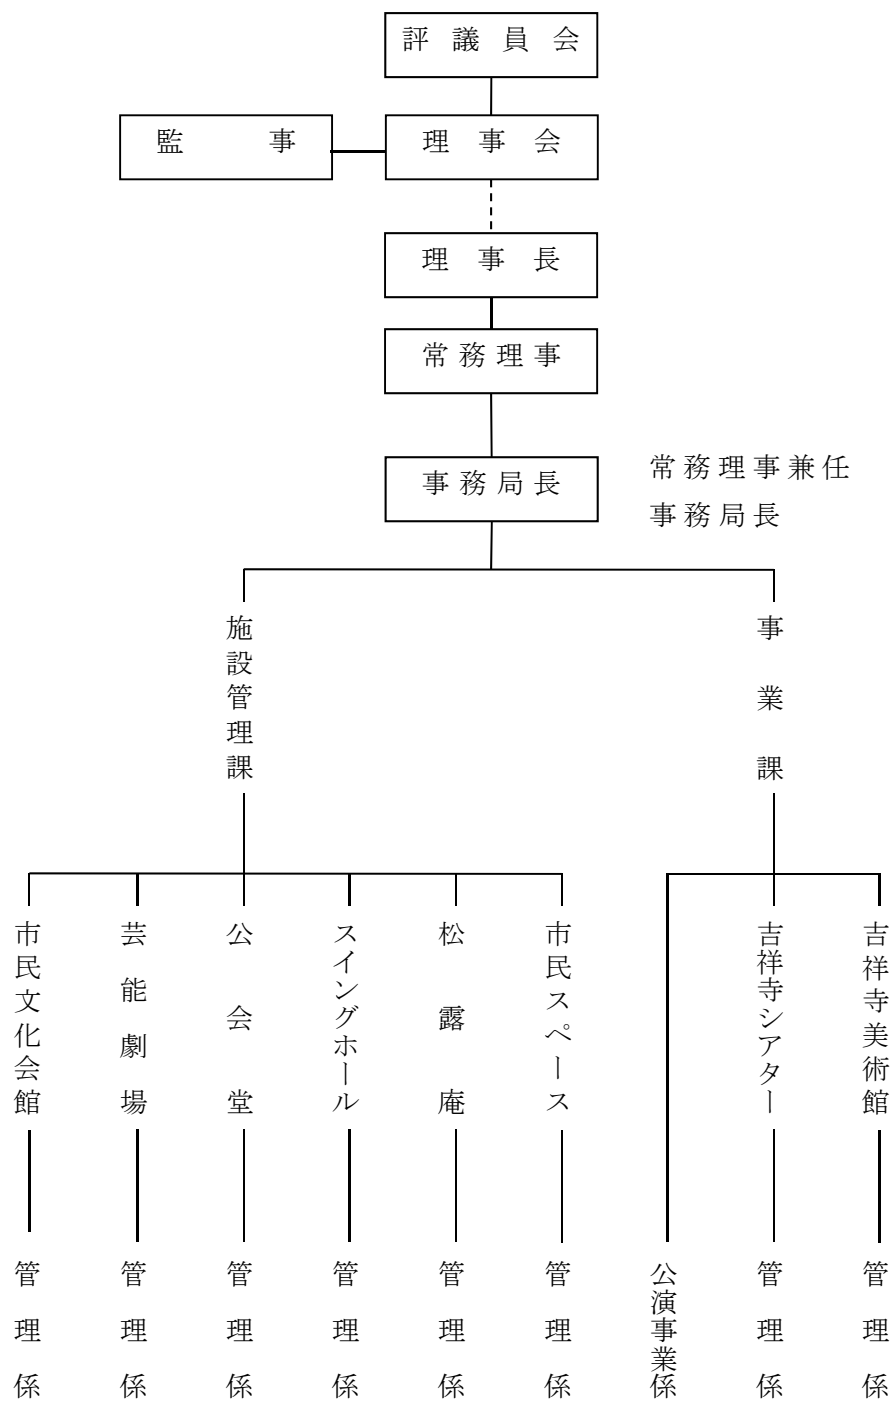 評議員会
監事
理事会
理事長
常務理事
事務局長
常務理事兼任
事務局長
施設管理課
事業課
市民文化会館
芸能劇場
公会堂
スイングホール
松露庵
市民スペース
吉祥寺シアター
吉祥寺美術館
管理係
管理係
管理係
管理係
管理係
管理係
公演事業係
管理係
管理係